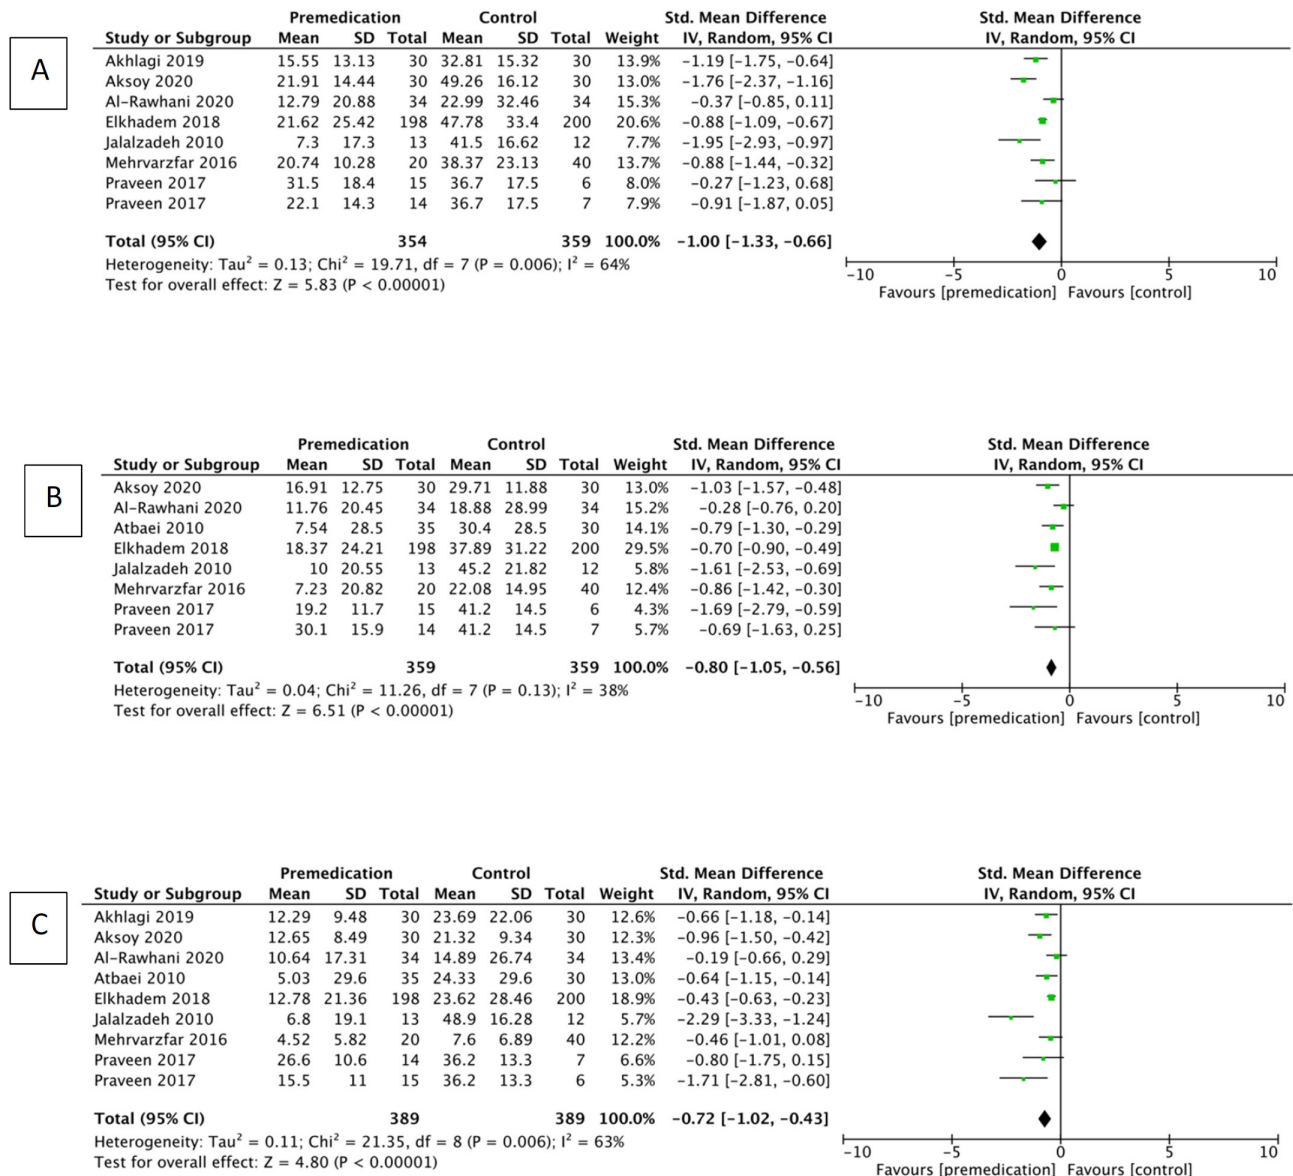 A
Premedication Control Std. Mean Difference Std. Mean Difference
Study or Subgroup Mean SD Total Mean SD Total Weight IV, Random, 95% CI IV, Random, 95% CI
Akhlagi 2019 15.55 13.13 30 32.81 15.32 30 13.9% −1.19 [−1.75, −0.64]
Aksoy 2020 21.91 14.44 30 49.26 16.12 30 13.0% −1.76 [−2.37, −1.16]
Al-Rawhani 2020 12.79 20.88 34 22.99 32.46 34 15.3% −0.37 [−0.85, 0.11]
Elkhadem 2018 21.62 25.42 198 47.78 33.4 200 20.6% −0.88 [−1.09, −0.67]
Jalalzadeh 2010 7.3 17.3 13 41.5 16.62 12 7.7% −1.95 [−2.93, −0.97]
Mehrvarzfar 2016 20.74 10.28 20 38.37 23.13 40 13.7% −0.88 [−1.44, −0.32]
Praveen 2017 31.5 18.4 15 36.7 17.5 6 8.0% −0.27 [−1.23, 0.68]
Praveen 2017 22.1 14.3 14 36.7 17.5 7 7.9% −0.91 [−1.87, 0.05]
Total (95% CI) 354 359 100.0% −1.00 [−1.33, −0.66]
Heterogeneity: Tau² = 0.13; Chi² = 19.71, df = 7 (P = 0.006); I² = 64%
Test for overall effect: Z = 5.83 (P < 0.00001)
−10 −5 0 5 10
Favours [premedication] Favours [control]
B
Premedication Control Std. Mean Difference Std. Mean Difference
Study or Subgroup Mean SD Total Mean SD Total Weight IV, Random, 95% CI IV, Random, 95% CI
Aksoy 2020 16.91 12.75 30 29.71 11.88 30 13.0% −1.03 [−1.57, −0.48]
Al-Rawhani 2020 11.76 20.45 34 18.88 28.99 34 15.2% −0.28 [−0.76, 0.20]
Atbaei 2010 7.54 28.5 35 30.4 28.5 30 14.1% −0.79 [−1.30, −0.29]
Elkhadem 2018 18.37 24.21 198 37.89 31.22 200 29.5% −0.70 [−0.90, −0.49]
Jalalzadeh 2010 10 20.55 13 45.2 21.82 12 5.8% −1.61 [−2.53, −0.69]
Mehrvarzfar 2016 7.23 20.82 20 22.08 14.95 40 12.4% −0.86 [−1.42, −0.30]
Praveen 2017 19.2 11.7 15 41.2 14.5 6 4.3% −1.69 [−2.79, −0.59]
Praveen 2017 30.1 15.9 14 41.2 14.5 7 5.7% −0.69 [−1.63, 0.25]
Total (95% CI) 359 359 100.0% −0.80 [−1.05, −0.56]
Heterogeneity: Tau² = 0.04; Chi² = 11.26, df = 7 (P = 0.13); I² = 38%
Test for overall effect: Z = 6.51 (P < 0.00001)
−10 −5 0 5 10
Favours [premedication] Favours [control]
C
Premedication Control Std. Mean Difference Std. Mean Difference
Study or Subgroup Mean SD Total Mean SD Total Weight IV, Random, 95% CI IV, Random, 95% CI
Akhlagi 2019 12.29 9.48 30 23.69 22.06 30 12.6% −0.66 [−1.18, −0.14]
Aksoy 2020 12.65 8.49 30 21.32 9.34 30 12.3% −0.96 [−1.50, −0.42]
Al-Rawhani 2020 10.64 17.31 34 14.89 26.74 34 13.4% −0.19 [−0.66, 0.29]
Atbaei 2010 5.03 29.6 35 24.33 29.6 30 13.0% −0.64 [−1.15, −0.14]
Elkhadem 2018 12.78 21.36 198 23.62 28.46 200 18.9% −0.43 [−0.63, −0.23]
Jalalzadeh 2010 6.8 19.1 13 48.9 16.28 12 5.7% −2.29 [−3.33, −1.24]
Mehrvarzfar 2016 4.52 5.82 20 7.6 6.89 40 12.2% −0.46 [−1.01, 0.08]
Praveen 2017 26.6 10.6 14 36.2 13.3 7 6.6% −0.80 [−1.75, 0.15]
Praveen 2017 15.5 11 15 36.2 13.3 6 5.3% −1.71 [−2.81, −0.60]
Total (95% CI) 389 389 100.0% −0.72 [−1.02, −0.43]
Heterogeneity: Tau² = 0.11; Chi² = 21.35, df = 8 (P = 0.006); I² = 63%
Test for overall effect: Z = 4.80 (P < 0.00001)
−10 −5 0 5 10
Favours [premedication] Favours [control]